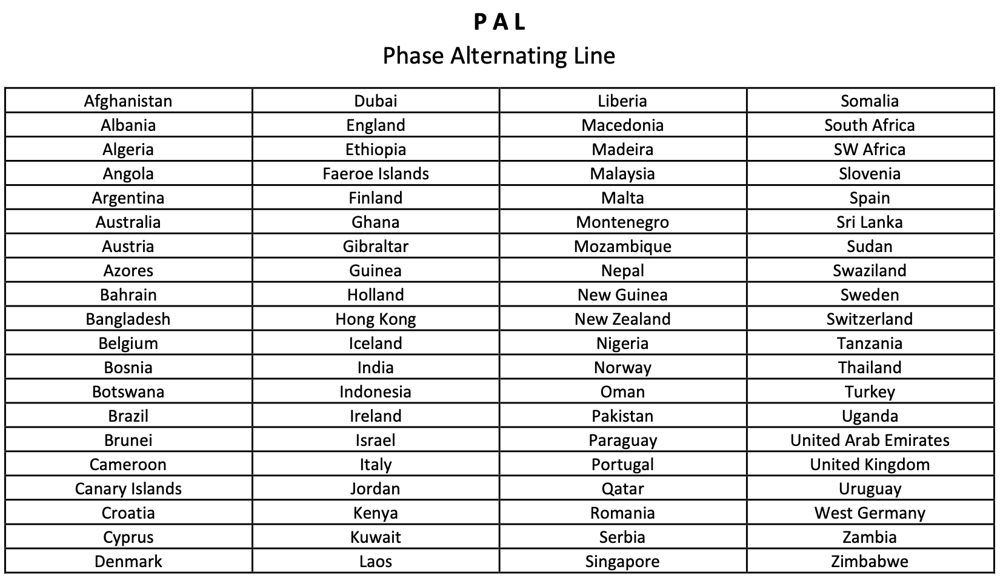 P A L
Phase Alternating Line
Afghanistan Dubai Liberia Somalia
Albania England Macedonia South Africa
Algeria Ethiopia Madeira SW Africa
Angola Faeroe Islands Malaysia Slovenia
Argentina Finland Malta Spain
Australia Ghana Montenegro Sri Lanka
Austria Gibraltar Mozambique Sudan
Azores Guinea Nepal Swaziland
Bahrain Holland New Guinea Sweden
Bangladesh Hong Kong New Zealand Switzerland
Belgium Iceland Nigeria Tanzania
Bosnia India Norway Thailand
Botswana Indonesia Oman Turkey
Brazil Ireland Pakistan Uganda
Brunei Israel Paraguay United Arab Emirates
Cameroon Italy Portugal United Kingdom
Canary Islands Jordan Qatar Uruguay
Croatia Kenya Romania West Germany
Cyprus Kuwait Serbia Zambia
Denmark Laos Singapore Zimbabwe